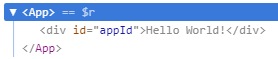 ▼ <App> == $r
<div id="appId">Hello World!</div>
</App>